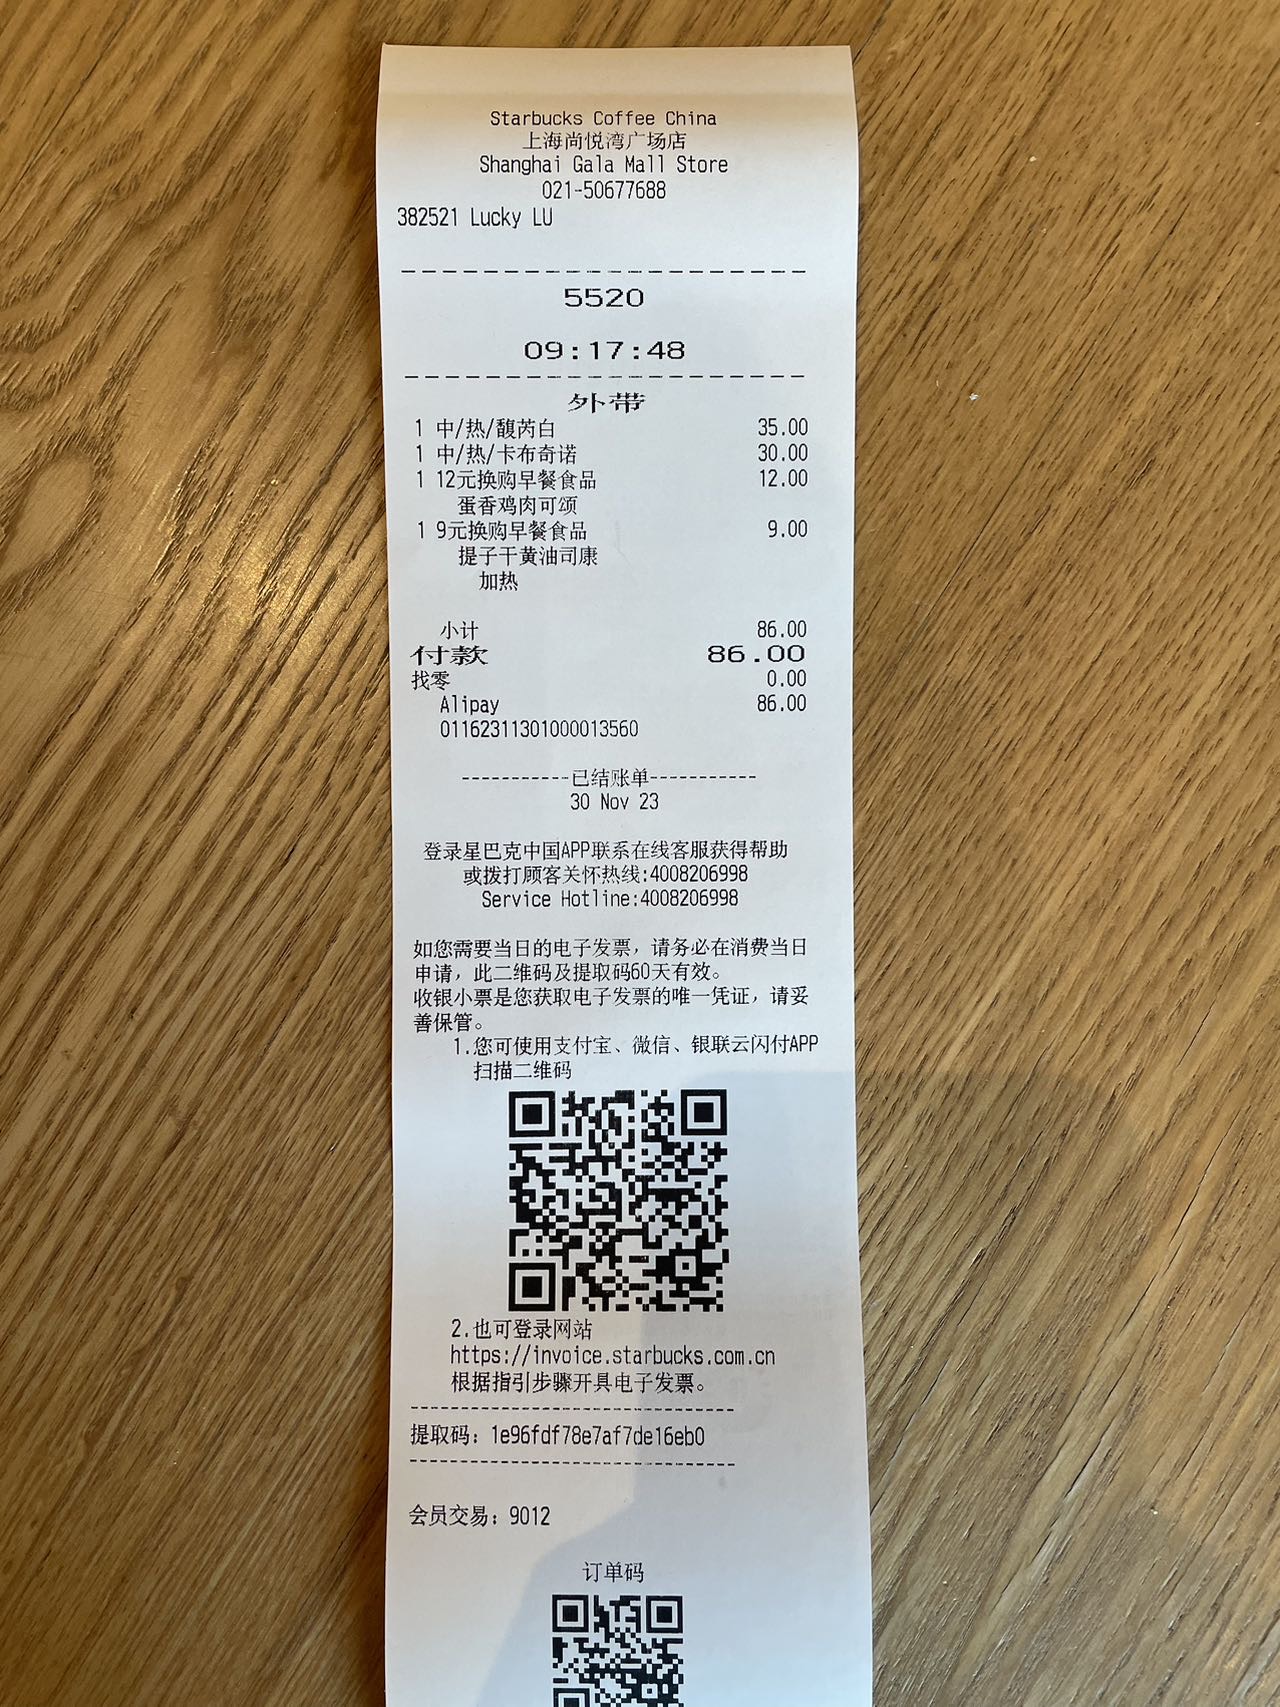 Starbucks Coffee China
上海尚悦湾广场店
Shanghai Gala Mall Store
021-50677688
382521 Lucky LU
5520
09:17:48
外带
1 中/热/馥芮白 35.00
1 中/热/卡布奇诺 30.00
1 12元换购早餐食品 12.00
蛋香鸡肉可颂
1 9元换购早餐食品 9.00
提子干黄油司康
加热
小计 86.00
付款 86.00
找零 0.00
Alipay 86.00
01162311301000013560
-----------已结账单-----------
30 Nov 23
登录星巴克中国APP联系在线客服获得帮助
或拨打顾客关怀热线:4008206998
Service Hotline:4008206998
如您需要当日的电子发票，请务必在消费当日
申请，此二维码及提取码60天有效。
收银小票是您获取电子发票的唯一凭证，请妥
善保管。
1.您可使用支付宝、微信、银联云闪付APP
扫描二维码
2.也可登录网站
https://invoice.starbucks.com.cn
根据指引步骤开具电子发票。
提取码：1e96fdf78e7af7de16eb0
会员交易：9012
订单码